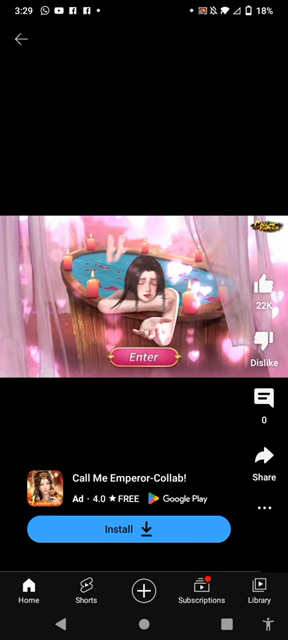 3:29
18%
Enter
22K
Dislike
0
Share
Call Me Emperor-Collab!
Ad · 4.0 ★ FREE Google Play
Install
Home Shorts Subscriptions Library